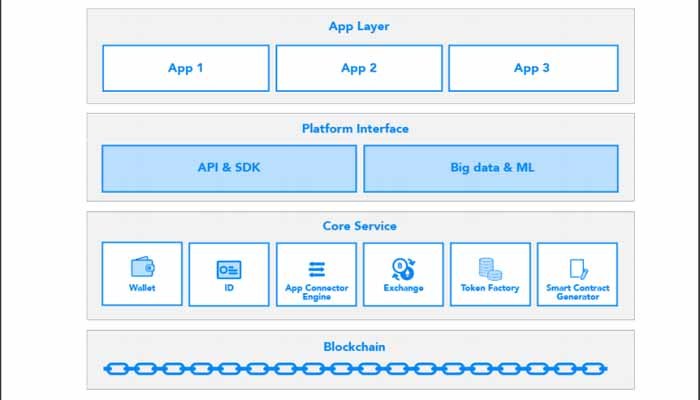 App Layer
App 1
App 2
App 3
Platform Interface
API & SDK
Big data & ML
Core Service
Wallet
ID
App Connector
Engine
Exchange
Token Factory
Smart Contract
Generator
Blockchain